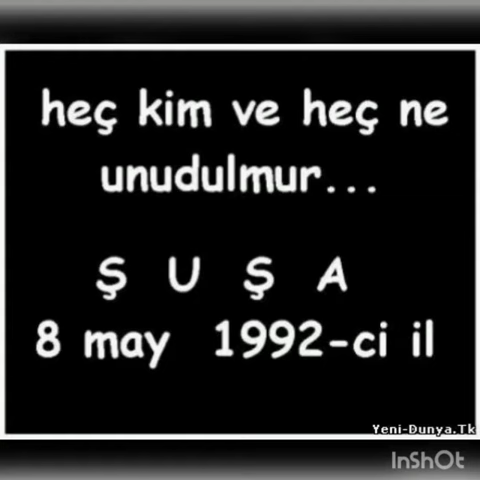 heç kim ve heç ne
unudulmur...
Ş U Ş A
8 may 1992-ci il
Yeni-Dunya.Tk
InShOt